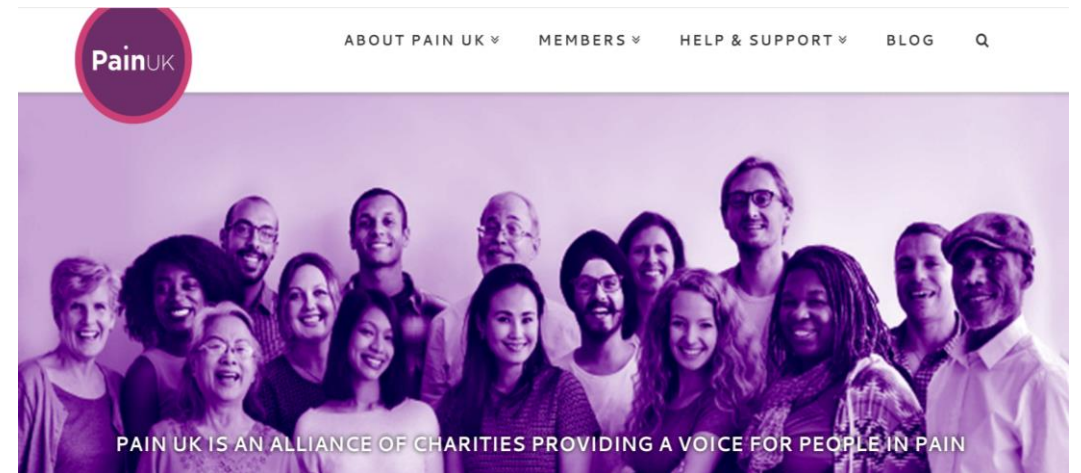 PainUK
ABOUT PAIN UK MEMBERS HELP & SUPPORT BLOG
PAIN UK IS AN ALLIANCE OF CHARITIES PROVIDING A VOICE FOR PEOPLE IN PAIN